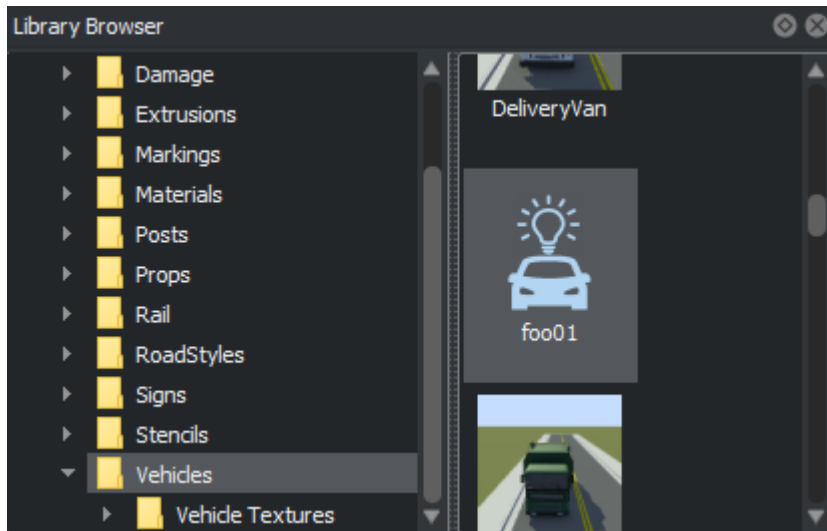 Library Browser
Damage
Extrusions
Markings
Materials
Posts
Props
Rail
RoadStyles
Signs
Stencils
Vehicles
Vehicle Textures
DeliveryVan
foo01